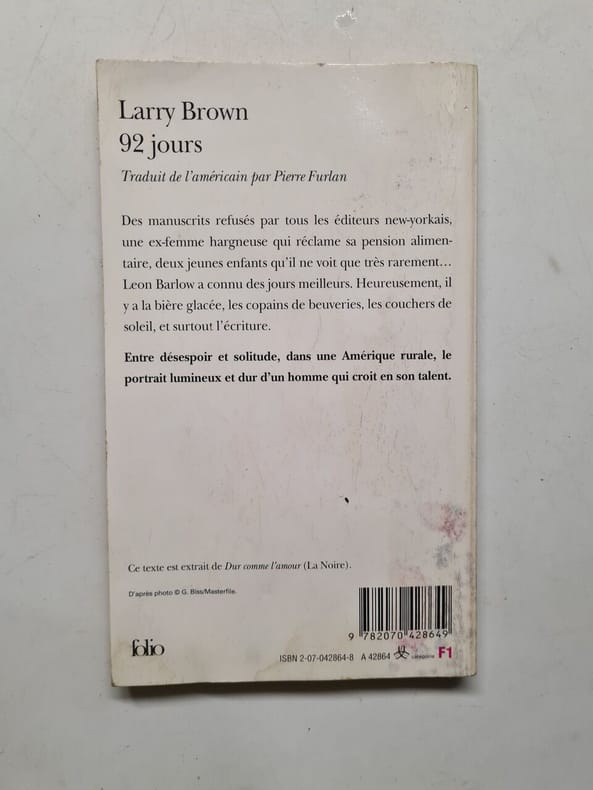 Larry Brown
92 jours
Traduit de l'américain par Pierre Furlan
Des manuscrits refusés par tous les éditeurs new-yorkais,
une ex-femme hargneuse qui réclame sa pension alimen-
taire, deux jeunes enfants qu'il ne voit que très rarement…
Leon Barlow a connu des jours meilleurs. Heureusement, il
y a la bière glacée, les copains de beuveries, les couchers de
soleil, et surtout l'écriture.
Entre désespoir et solitude, dans une Amérique rurale, le
portrait lumineux et dur d'un homme qui croit en son talent.
Ce texte est extrait de Dur comme l'amour (La Noire).
D'après photo © G. Biss/Masterfile.
9 782070 428649
folio
ISBN 2-07-042864-8 A 42864 catégorie F1